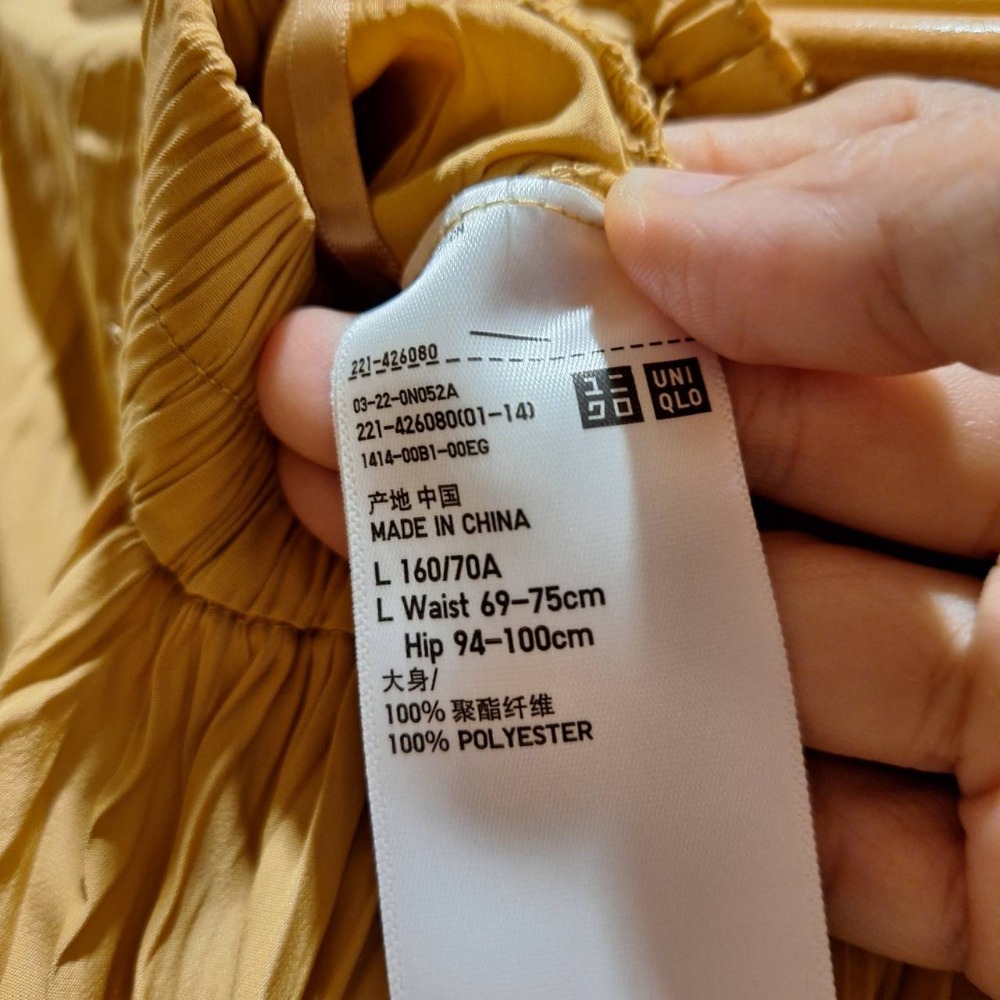 221-426080
03-22-0N052A
221-426080(01-14)
1414-00B1-00EG
ユニ
クロ
UNI
QLO
产地 中国
MADE IN CHINA
L 160/70A
L Waist 69-75cm
Hip 94-100cm
大身/
100% 聚酯纤维
100% POLYESTER